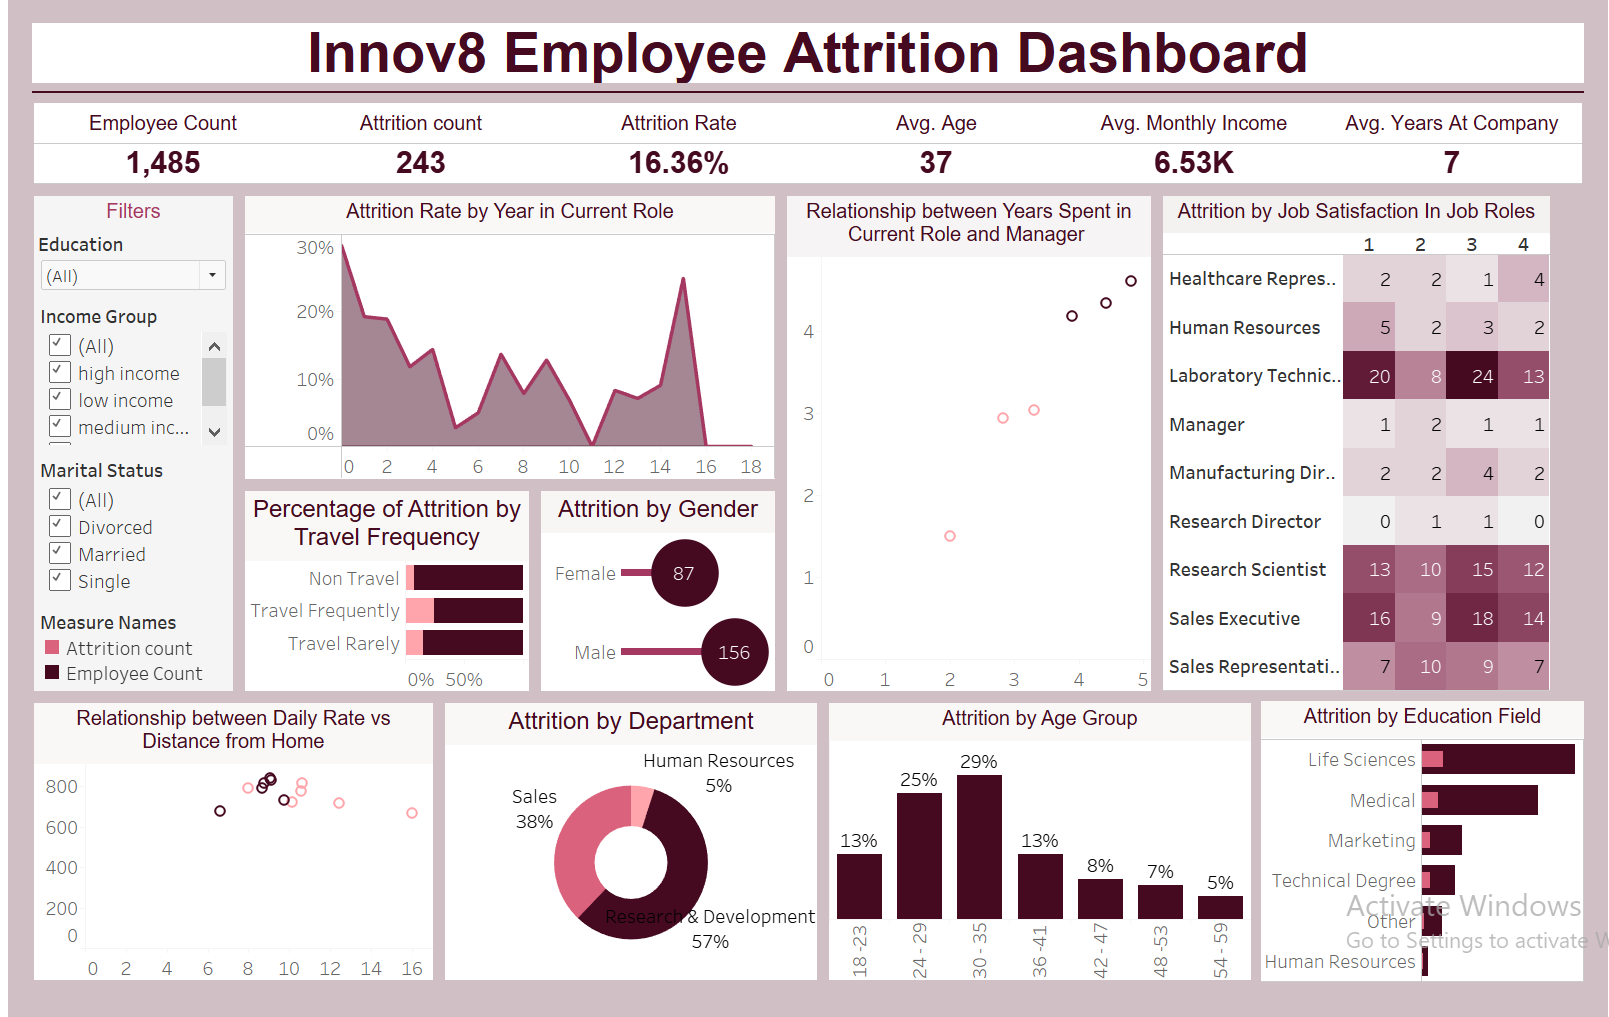 Innov8 Employee Attrition Dashboard
Employee Count Attrition count Attrition Rate Avg. Age Avg. Monthly Income Avg. Years At Company
1,485 243 16.36% 37 6.53K 7
Filters
Education
(All)
Income Group
(All)
high income
low income
medium inc...
Marital Status
(All)
Divorced
Married
Single
Measure Names
Attrition count
Employee Count
Attrition Rate by Year in Current Role
30%
20%
10%
0%
0 2 4 6 8 10 12 14 16 18
Percentage of Attrition by
Travel Frequency
Non Travel
Travel Frequently
Travel Rarely
0% 50%
Attrition by Gender
Female 87
Male 156
Relationship between Years Spent in
Current Role and Manager
4
3
2
1
0
0 1 2 3 4 5
Attrition by Job Satisfaction In Job Roles
1 2 3 4
Healthcare Repres.. 2 2 1 4
Human Resources 5 2 3 2
Laboratory Technic.. 20 8 24 13
Manager 1 2 1 1
Manufacturing Dir.. 2 2 4 2
Research Director 0 1 1 0
Research Scientist 13 10 15 12
Sales Executive 16 9 18 14
Sales Representati.. 7 10 9 7
Relationship between Daily Rate vs
Distance from Home
800
600
400
200
0
0 2 4 6 8 10 12 14 16
Attrition by Department
Human Resources
5%
Sales
38%
Research & Development
57%
Attrition by Age Group
13% 25% 29% 13% 8% 7% 5%
18 -23 24 - 29 30 - 35 36 -41 42 - 47 48 -53 54 - 59
Attrition by Education Field
Life Sciences
Medical
Marketing
Technical Degree
Other
Human Resources
Activate Windows
Go to Settings to activate W